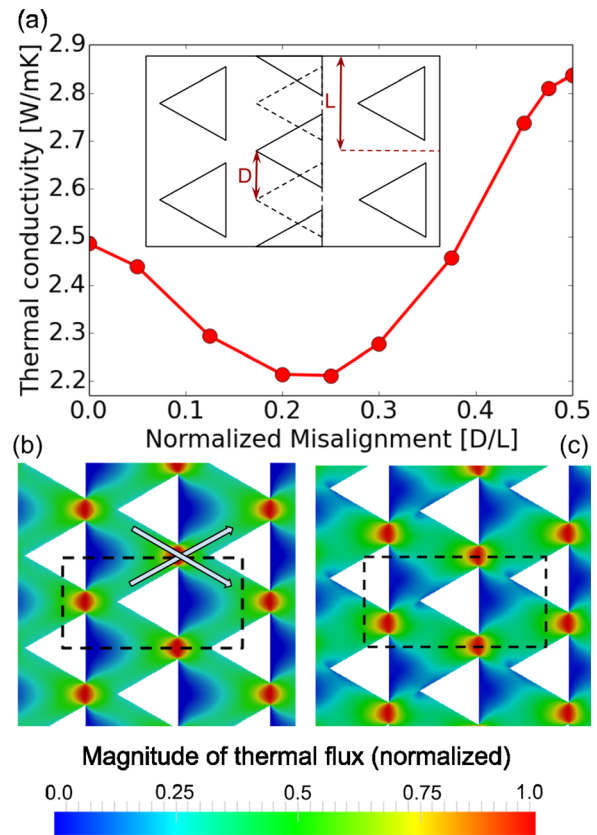 (a)
Thermal conductivity [W/mK]
2.9
2.8
2.7
2.6
2.5
2.4
2.3
2.2
L
D
0.0 0.1 0.2 0.3 0.4 0.5
Normalized Misalignment [D/L]
(b)
(c)
Magnitude of thermal flux (normalized)
0.0 0.25 0.5 0.75 1.0